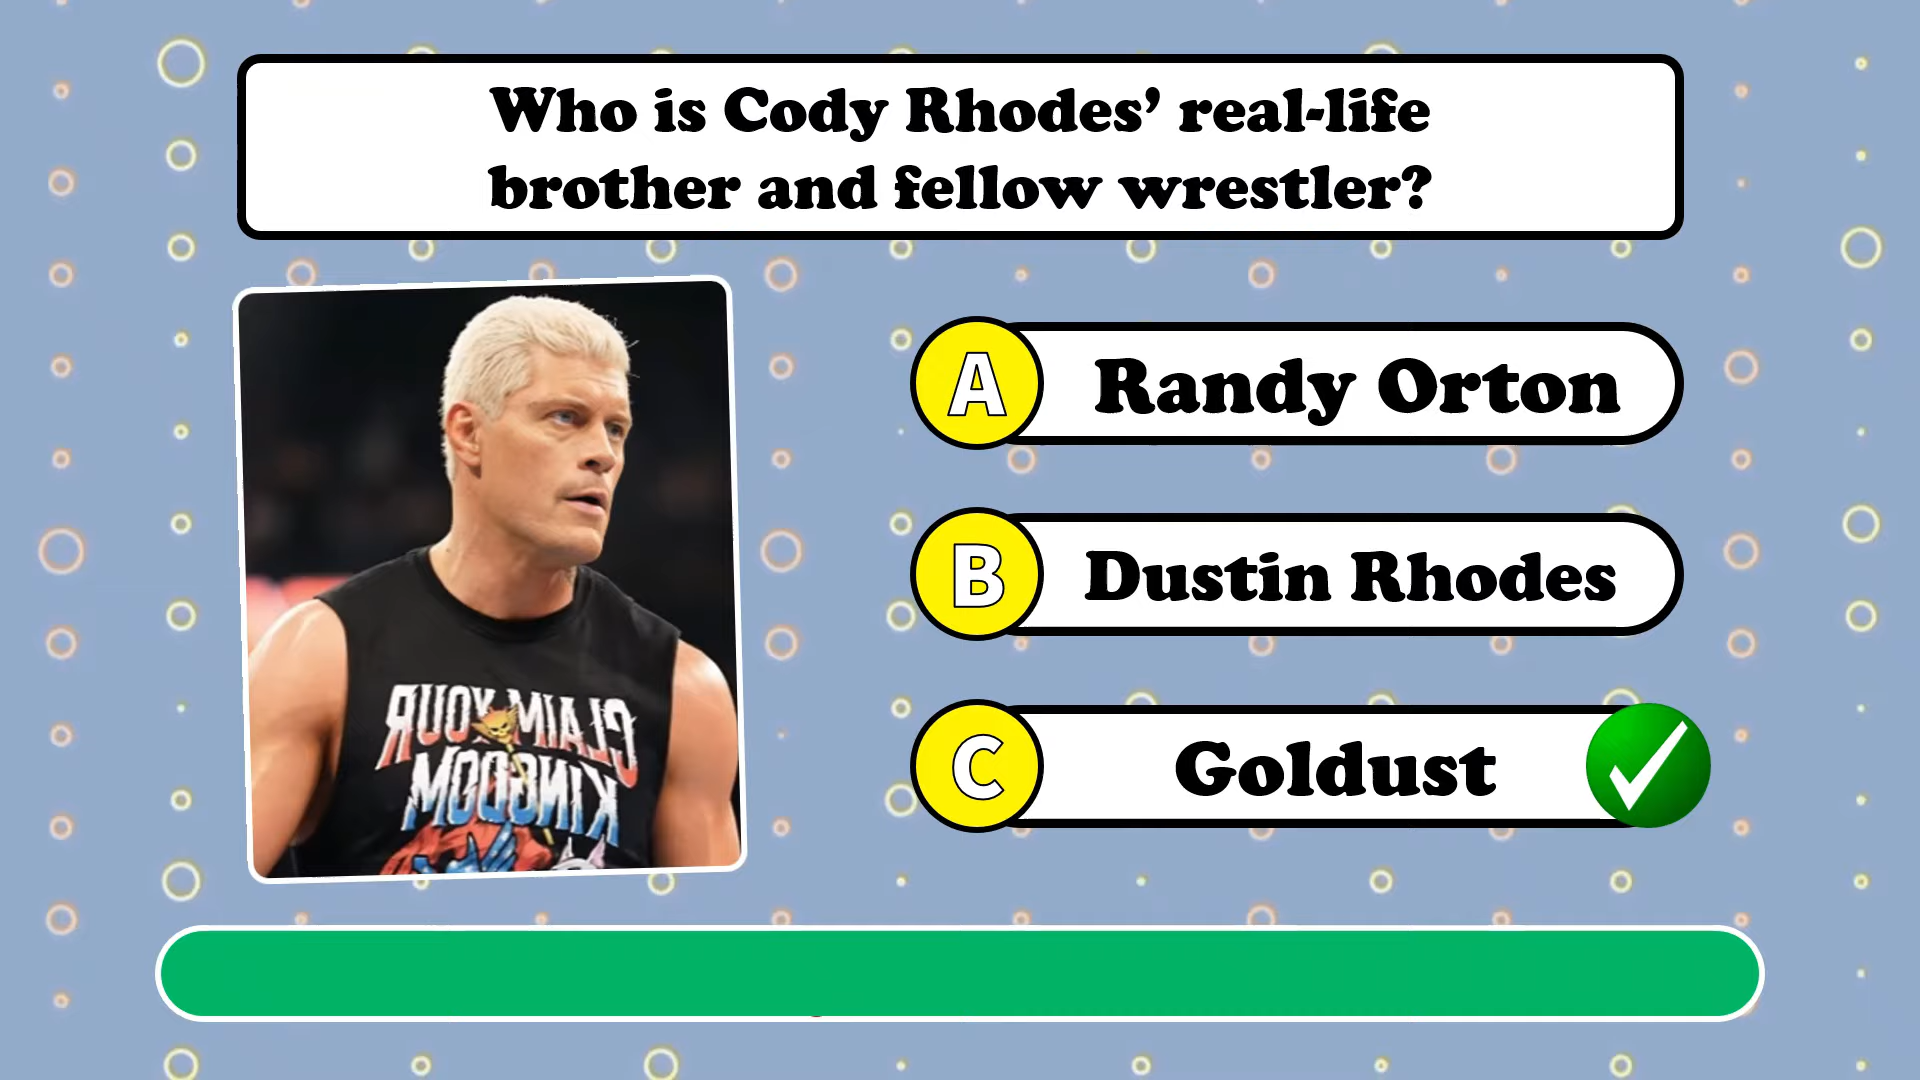 Who is Cody Rhodes’ real-life
brother and fellow wrestler?
A Randy Orton
B Dustin Rhodes
C Goldust
CLAIM YOUR
KINGDOM